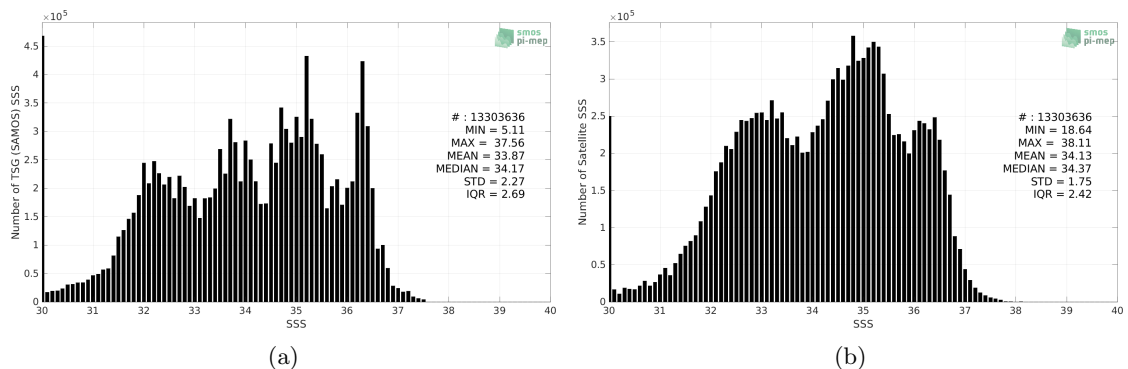 ×10⁵
smos
pi-mep
4.5
4
3.5
3
2.5
2
1.5
1
0.5
0
Number of TSG (SAMOS) SSS
# : 13303636
MIN = 5.11
MAX = 37.56
MEAN = 33.87
MEDIAN = 34.17
STD = 2.27
IQR = 2.69
30 31 32 33 34 35 36 37 38 39 40
SSS
(a)
×10⁵
smos
pi-mep
3.5
3
2.5
2
1.5
1
0.5
0
Number of Satellite SSS
# : 13303636
MIN = 18.64
MAX = 38.11
MEAN = 34.13
MEDIAN = 34.37
STD = 1.75
IQR = 2.42
30 31 32 33 34 35 36 37 38 39 40
SSS
(b)